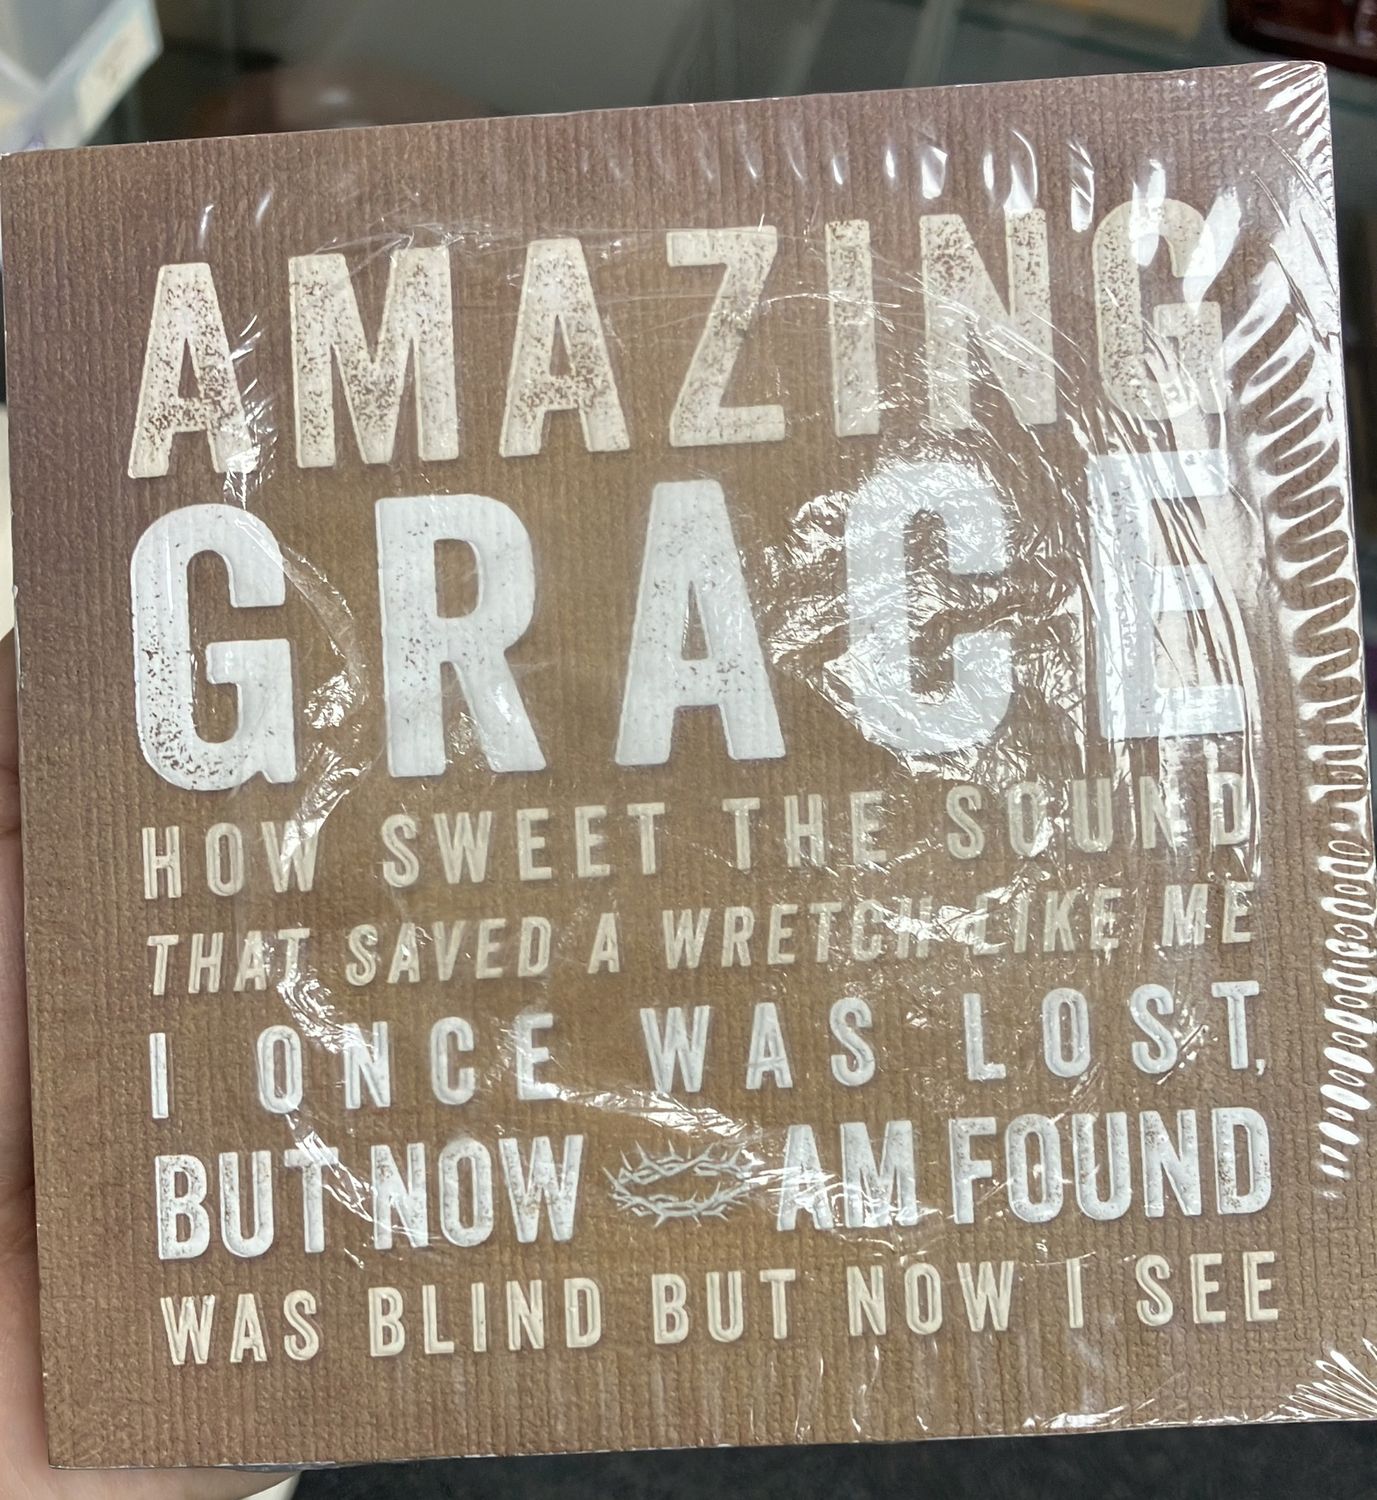 AMAZING
GRACE
HOW SWEET THE SOUND
THAT SAVED A WRETCH LIKE ME
I ONCE WAS LOST,
BUT NOW AM FOUND
WAS BLIND BUT NOW I SEE